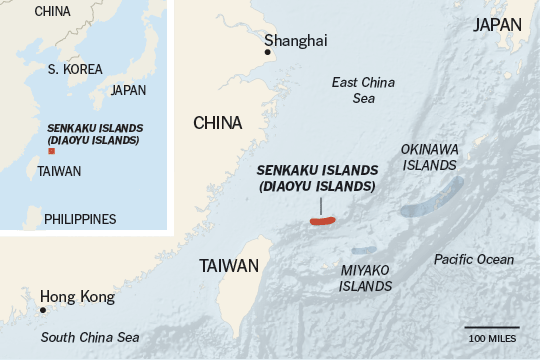 CHINA
S. KOREA
JAPAN
SENKAKU ISLANDS
(DIAOYU ISLANDS)
TAIWAN
PHILIPPINES
JAPAN
Shanghai
East China
Sea
CHINA
OKINAWA
ISLANDS
SENKAKU ISLANDS
(DIAOYU ISLANDS)
TAIWAN
MIYAKO
ISLANDS
Pacific Ocean
Hong Kong
South China Sea
100 MILES